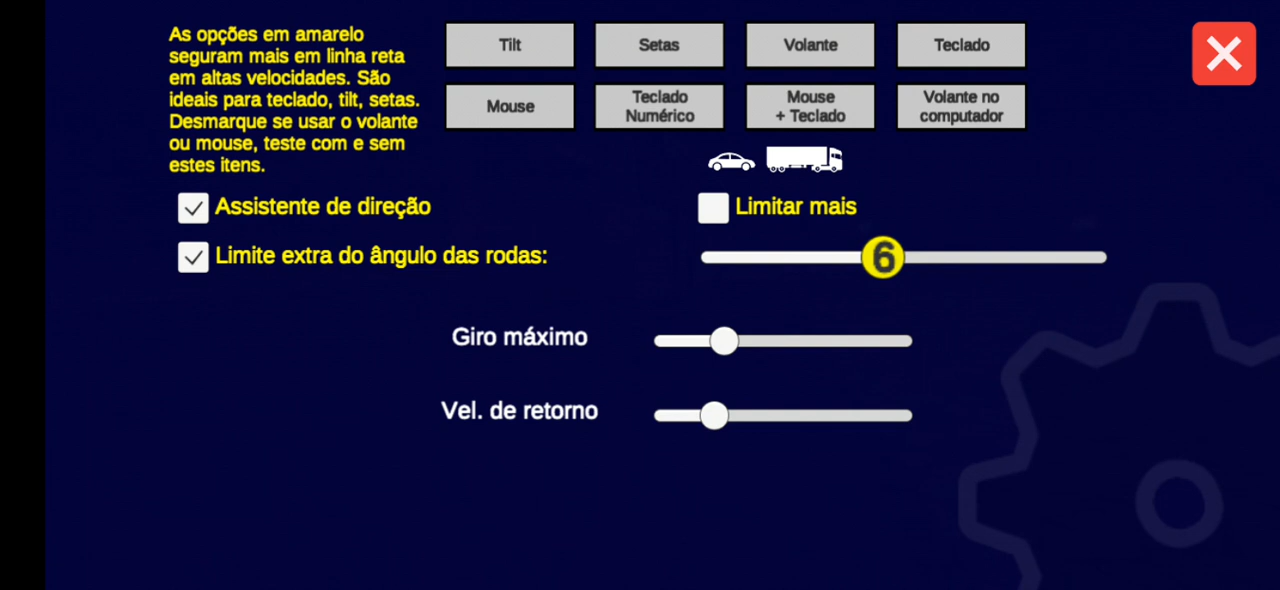 As opções em amarelo
seguram mais em linha reta
em altas velocidades. São
ideais para teclado, tilt, setas.
Desmarque se usar o volante
ou mouse, teste com e sem
estes itens.
Tilt
Setas
Volante
Teclado
Mouse
Teclado
Numérico
Mouse
+ Teclado
Volante no
computador
Assistente de direção
Limitar mais
Limite extra do ângulo das rodas:
6
Giro máximo
Vel. de retorno